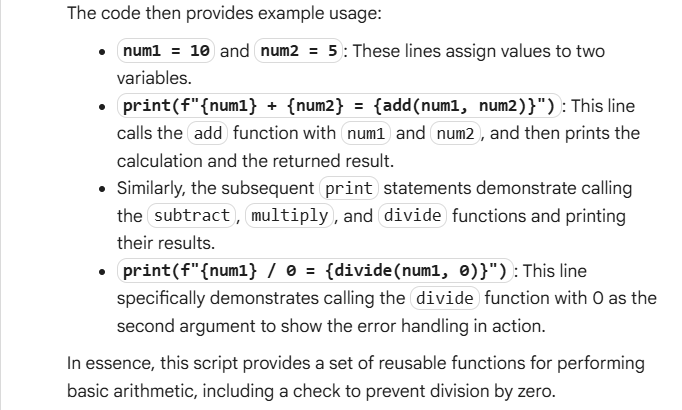 The code then provides example usage:
• num1 = 10 and num2 = 5: These lines assign values to two
variables.
• print(f"{num1} + {num2} = {add(num1, num2)}"): This line
calls the add function with num1 and num2, and then prints the
calculation and the returned result.
• Similarly, the subsequent print statements demonstrate calling
the subtract, multiply, and divide functions and printing
their results.
• print(f"{num1} / 0 = {divide(num1, 0)}"): This line
specifically demonstrates calling the divide function with 0 as the
second argument to show the error handling in action.
In essence, this script provides a set of reusable functions for performing
basic arithmetic, including a check to prevent division by zero.